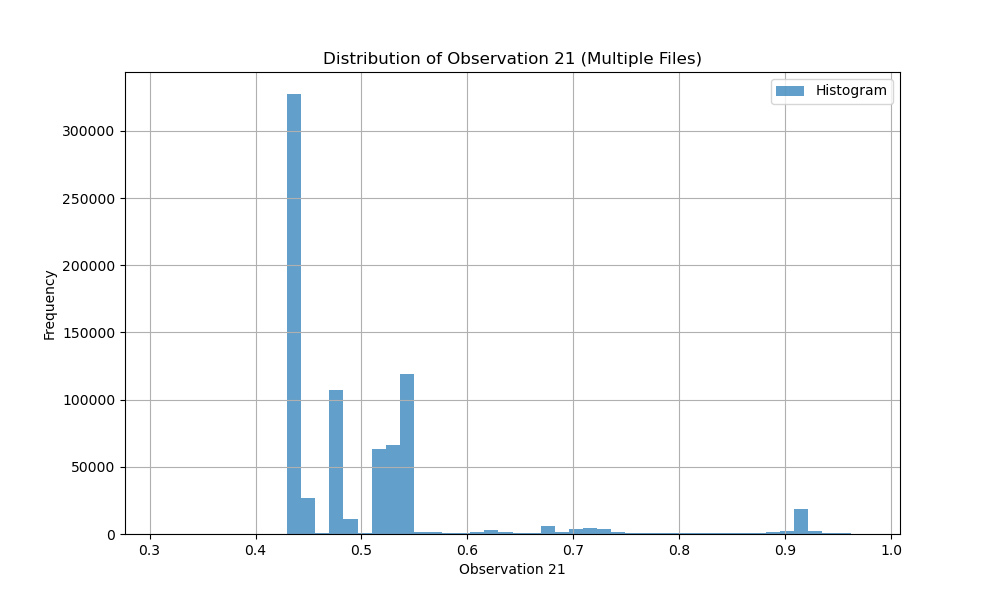 Distribution of Observation 21 (Multiple Files)
Histogram
Frequency
300000
250000
200000
150000
100000
50000
0
0.3 0.4 0.5 0.6 0.7 0.8 0.9 1.0
Observation 21